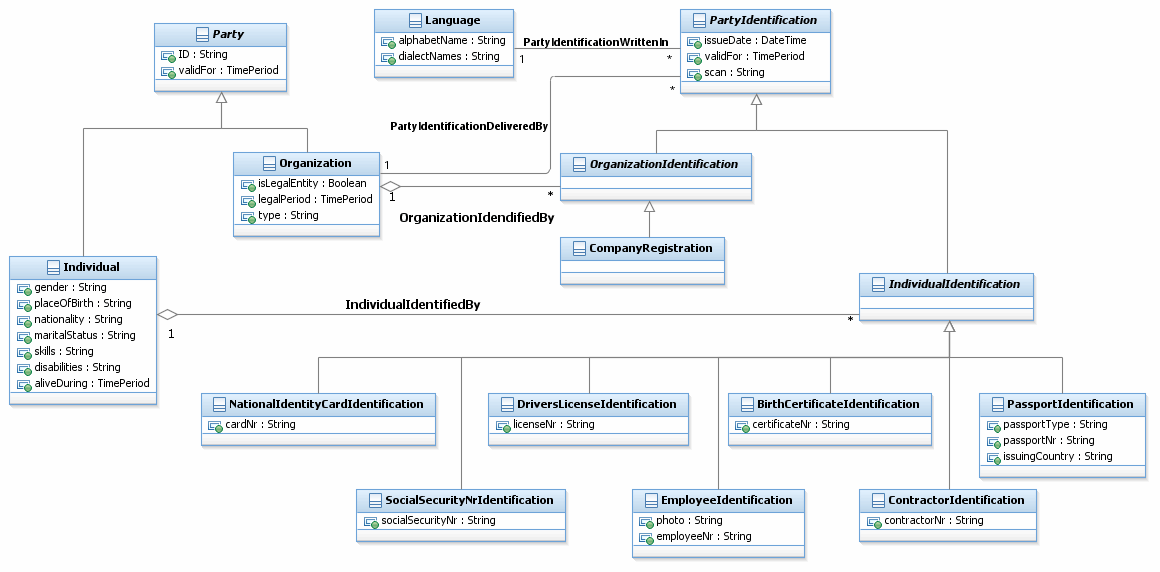 Party
ID : String
validFor : TimePeriod
Language
alphabetName : String
dialectNames : String
PartyIdentificationWrittenIn
1
*
PartyIdentification
issueDate : DateTime
validFor : TimePeriod
scan : String
*
PartyIdentificationDeliveredBy
1
Organization
isLegalEntity : Boolean
legalPeriod : TimePeriod
type : String
1
*
OrganizationIdendifiedBy
OrganizationIdentification
CompanyRegistration
Individual
gender : String
placeOfBirth : String
nationality : String
maritalStatus : String
skills : String
disabilities : String
aliveDuring : TimePeriod
IndividualIdentifiedBy
1
*
IndividualIdentification
NationalIdentityCardIdentification
cardNr : String
DriversLicenseIdentification
licenseNr : String
BirthCertificateIdentification
certificateNr : String
PassportIdentification
passportType : String
passportNr : String
issuingCountry : String
SocialSecurityNrIdentification
socialSecurityNr : String
EmployeeIdentification
photo : String
employeeNr : String
ContractorIdentification
contractorNr : String